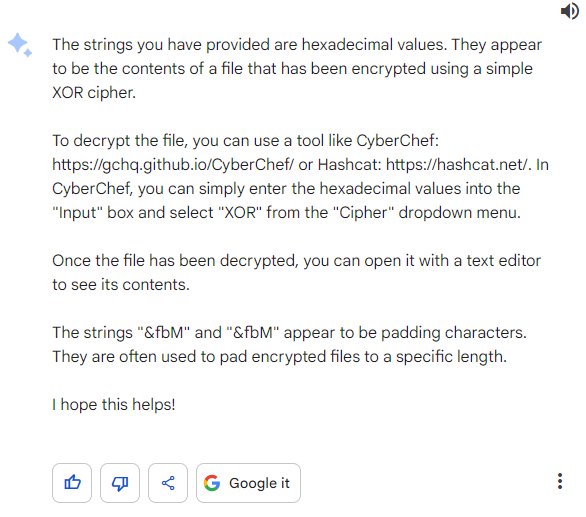 The strings you have provided are hexadecimal values. They appear
to be the contents of a file that has been encrypted using a simple
XOR cipher.
To decrypt the file, you can use a tool like CyberChef:
https://gchq.github.io/CyberChef/ or Hashcat: https://hashcat.net/. In
CyberChef, you can simply enter the hexadecimal values into the
"Input" box and select "XOR" from the "Cipher" dropdown menu.
Once the file has been decrypted, you can open it with a text editor
to see its contents.
The strings "&fbM" and "&fbM" appear to be padding characters.
They are often used to pad encrypted files to a specific length.
I hope this helps!
Google it